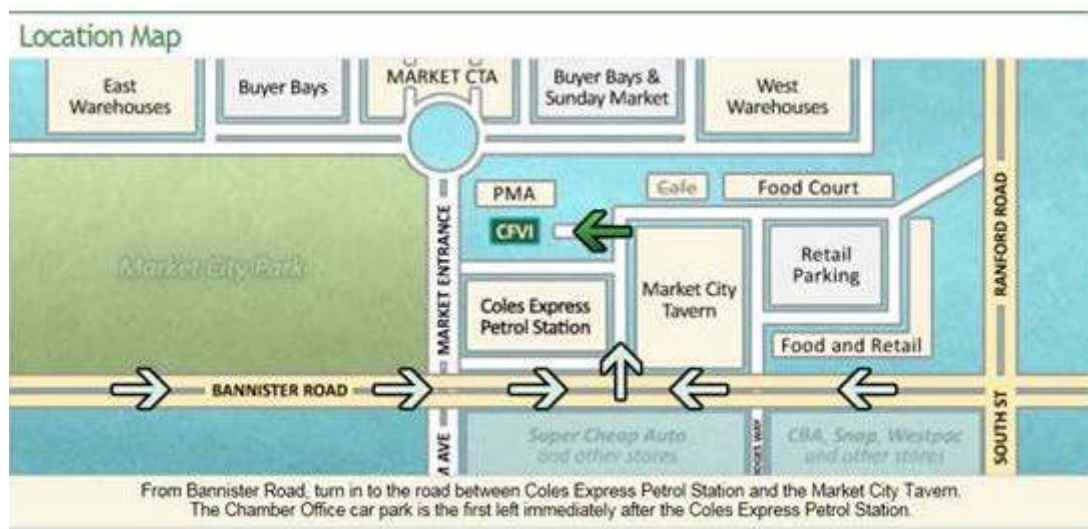 Location Map
East
Warehouses
Buyer Bays
MARKET CTA
Buyer Bays &
Sunday Market
West
Warehouses
PMA
Cafe
Food Court
CFVI
Market City Park
MARKET ENTRANCE
RANFORD ROAD
Retail
Parking
Market City
Tavern
Coles Express
Petrol Station
Food and Retail
BANNISTER ROAD
Super Cheap Auto
and other stores
CBA, Snap, Westpac
and other stores
AVE
WAY
SOUTH ST
From Bannister Road, turn in to the road between Coles Express Petrol Station and the Market City Tavern.
The Chamber Office car park is the first left immediately after the Coles Express Petrol Station.